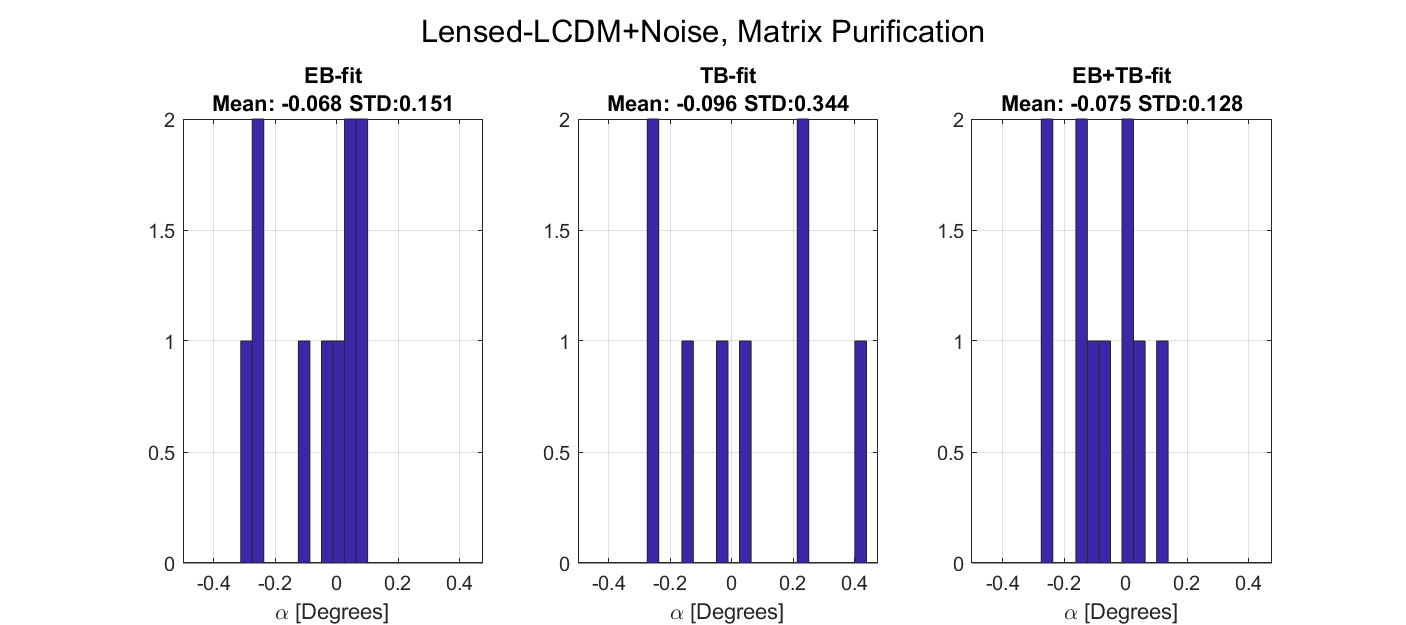 Lensed-LCDM+Noise, Matrix Purification
EB-fit
Mean: -0.068 STD:0.151
2
1.5
1
0.5
0
-0.4 -0.2 0 0.2 0.4
α [Degrees]
TB-fit
Mean: -0.096 STD:0.344
2
1.5
1
0.5
0
-0.4 -0.2 0 0.2 0.4
α [Degrees]
EB+TB-fit
Mean: -0.075 STD:0.128
2
1.5
1
0.5
0
-0.4 -0.2 0 0.2 0.4
α [Degrees]